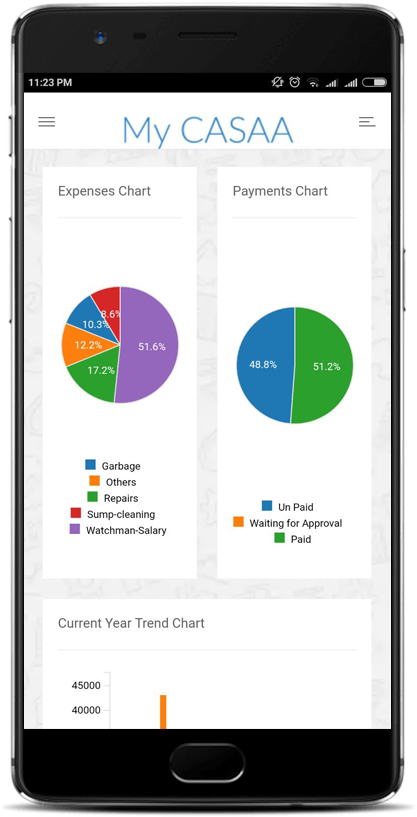 11:23 PM
My CASAA
Expenses Chart
8.6%
10.3%
51.6%
12.2%
17.2%
Garbage
Others
Repairs
Sump-cleaning
Watchman-Salary
Payments Chart
48.8%
51.2%
Un Paid
Waiting for Approval
Paid
Current Year Trend Chart
45000
40000